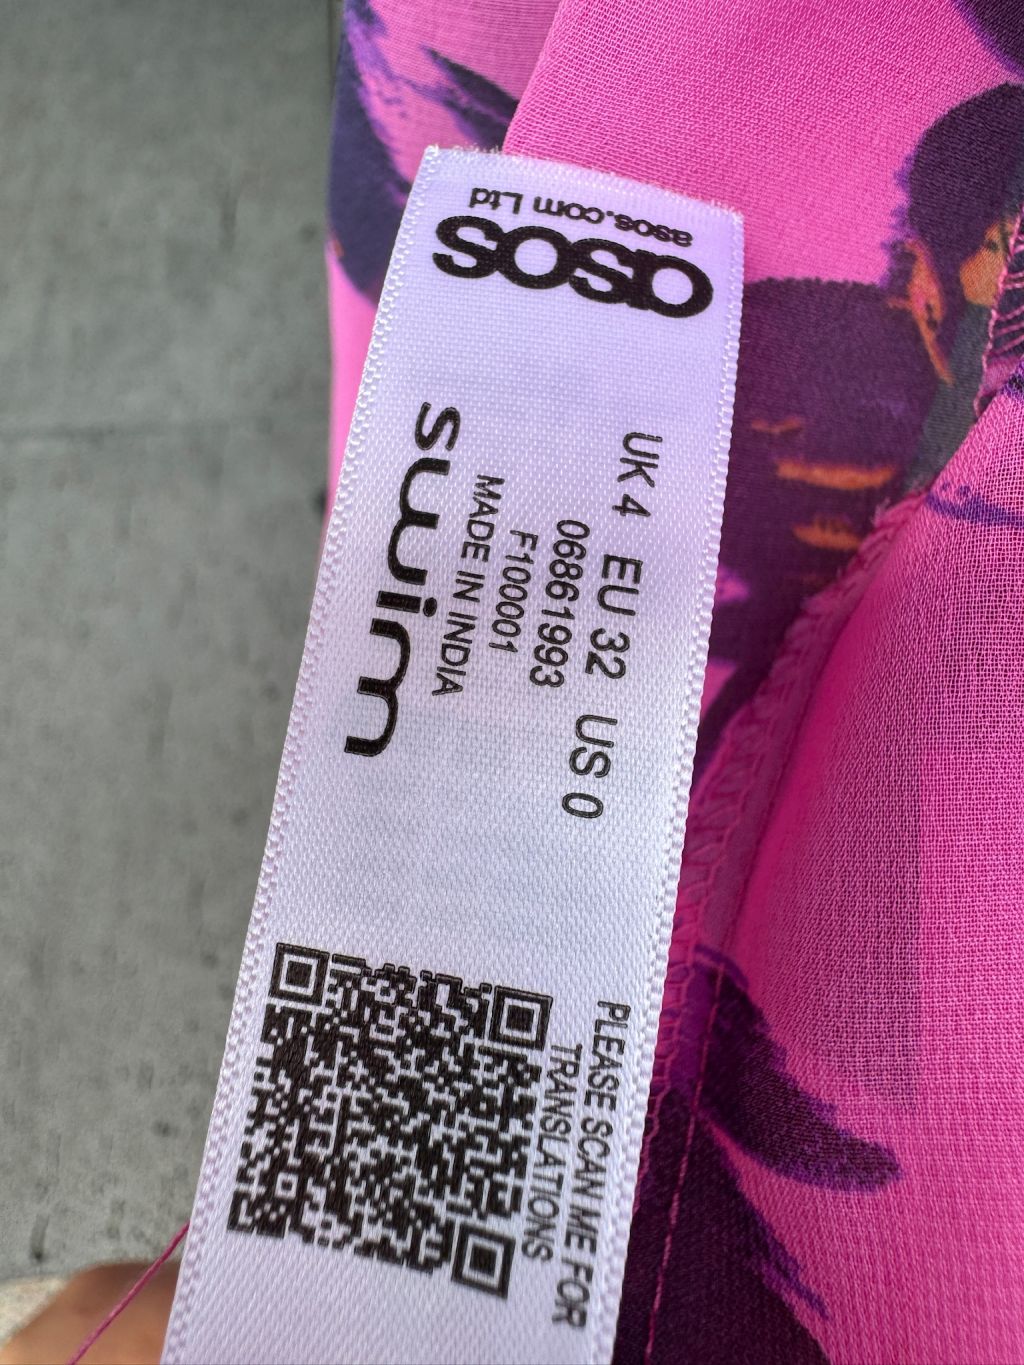 asos.com Ltd
asos
swim
UK 4 EU 32 US 0
06861993
F100001
MADE IN INDIA
PLEASE SCAN ME FOR
TRANSLATIONS